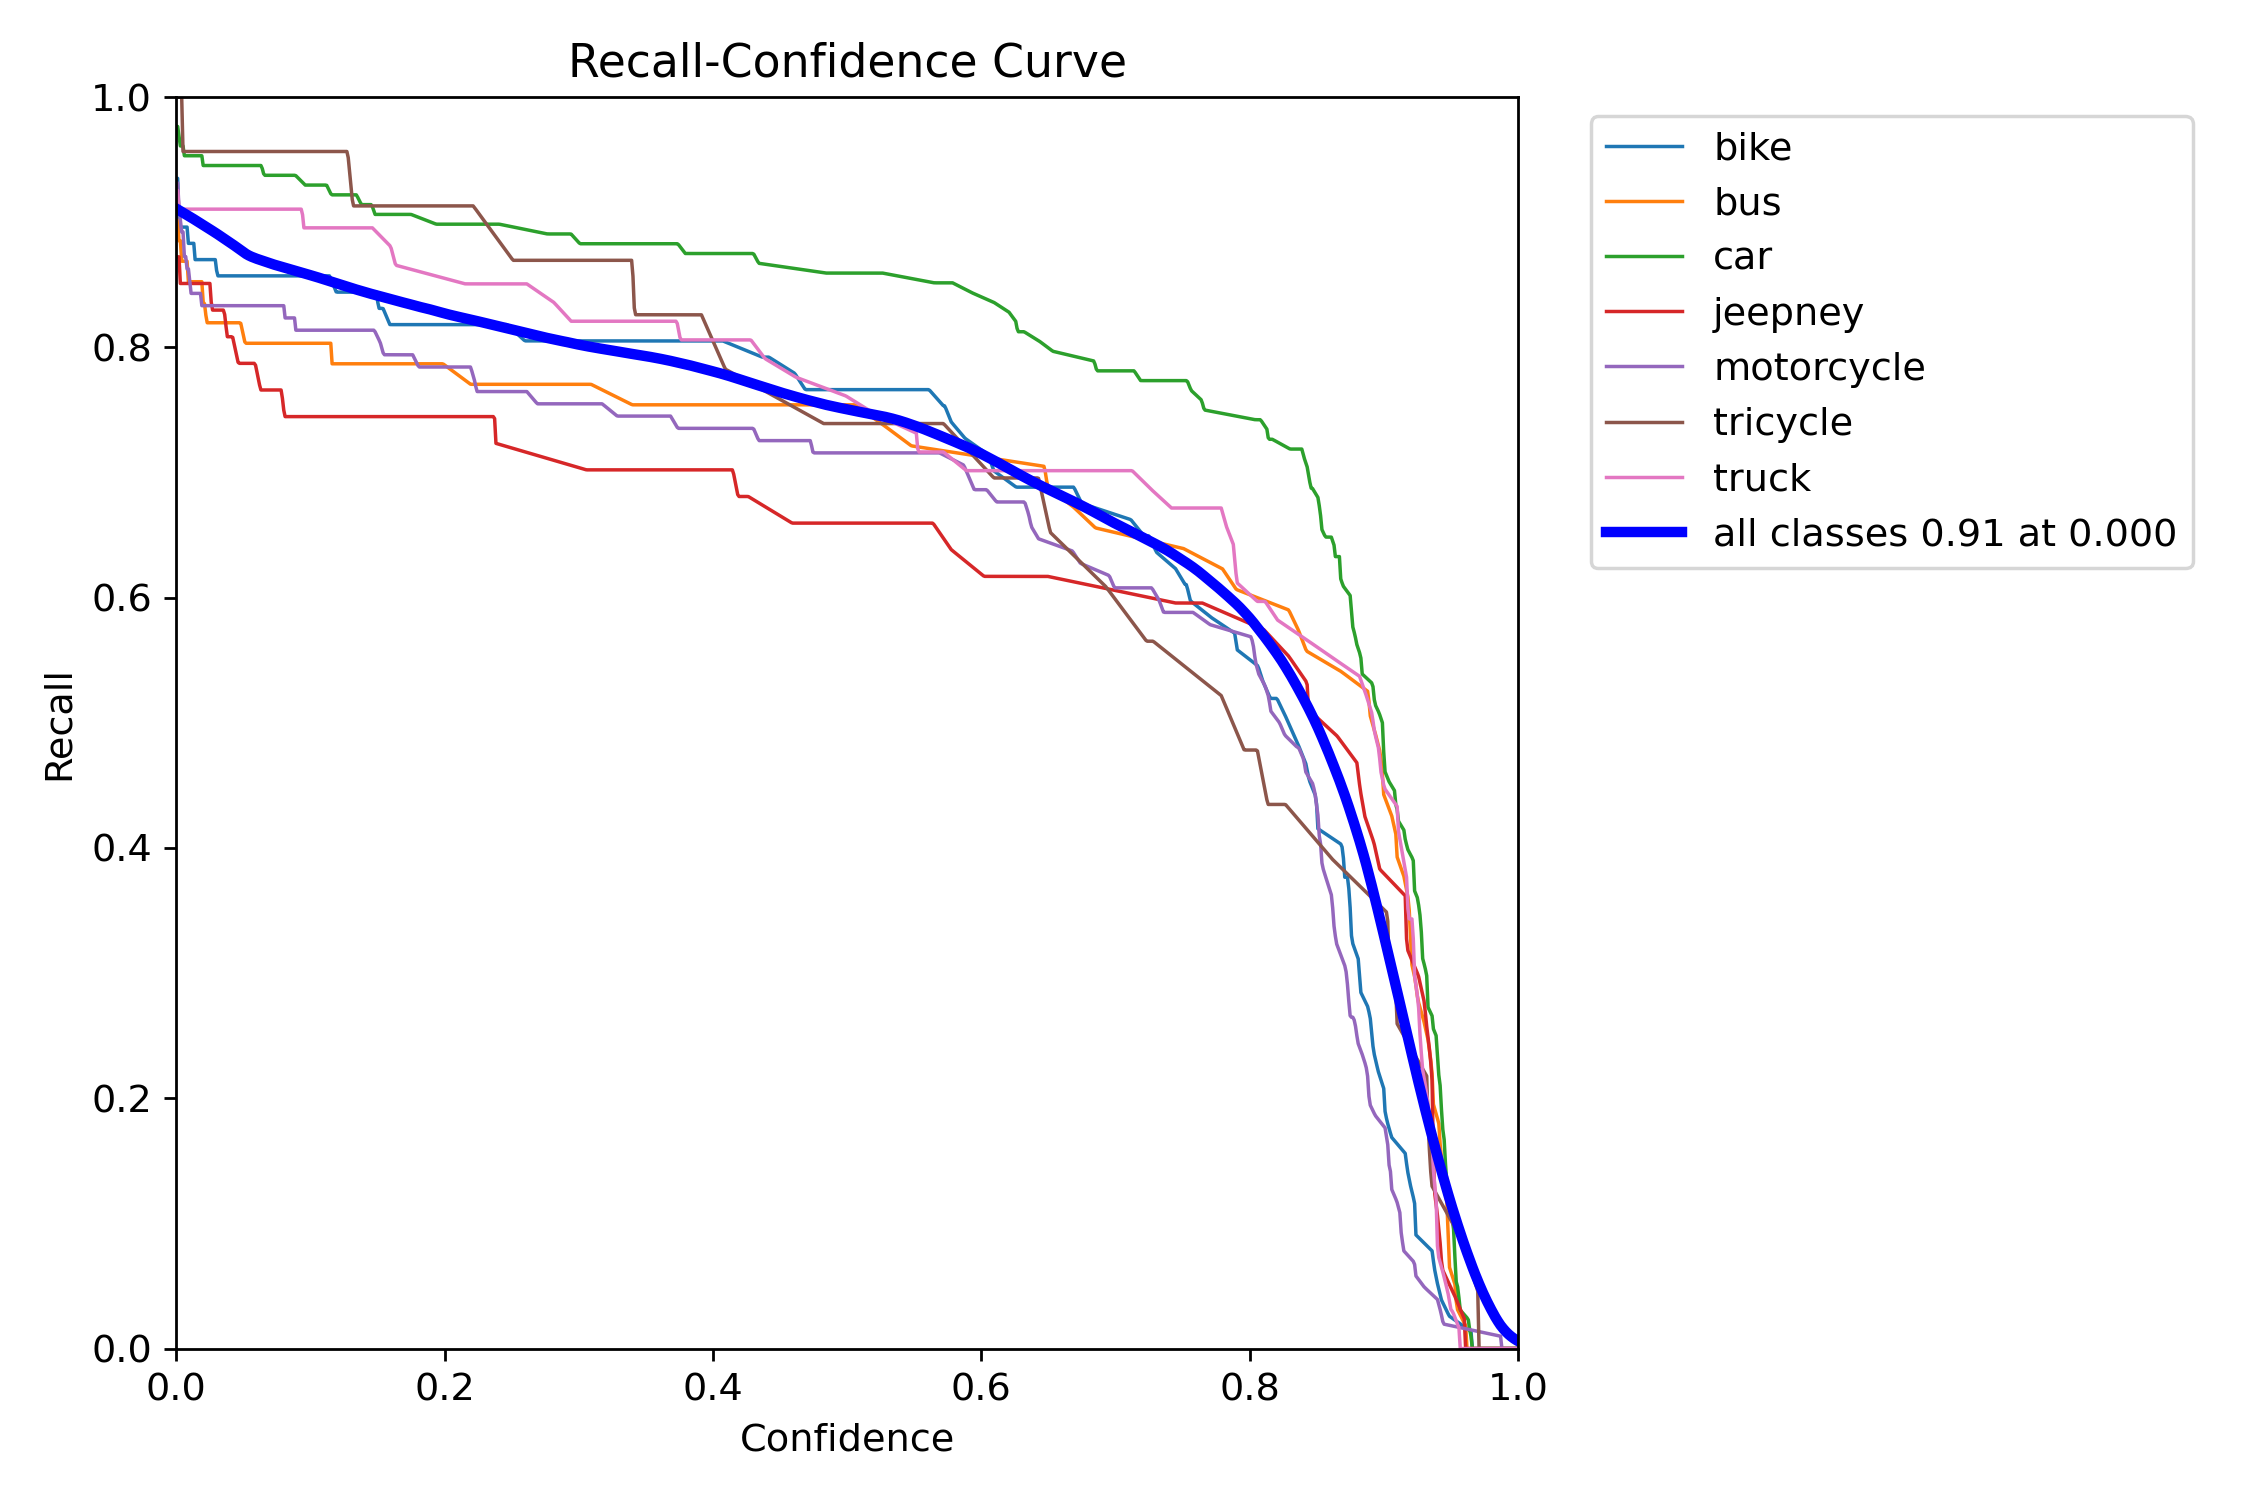 Recall-Confidence Curve
1.0
0.8
0.6
0.4
0.2
0.0
Recall
0.0 0.2 0.4 0.6 0.8 1.0
Confidence
bike
bus
car
jeepney
motorcycle
tricycle
truck
all classes 0.91 at 0.000